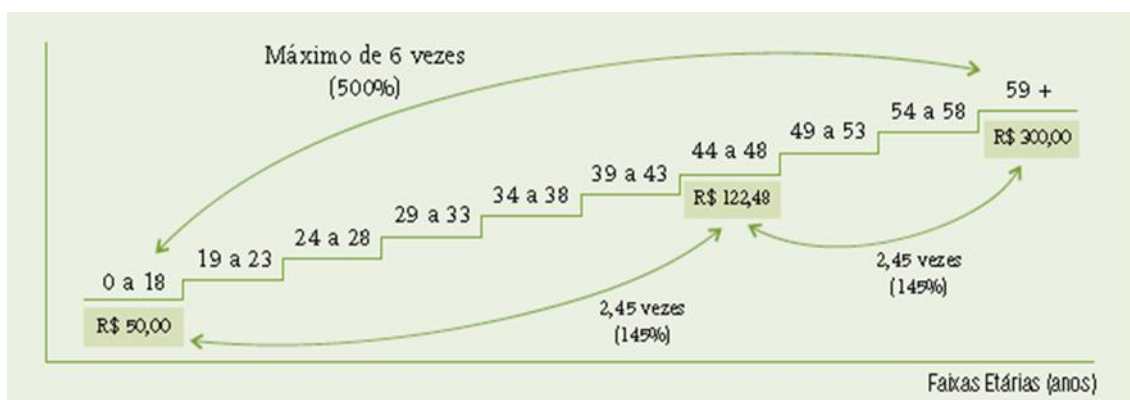 Máximo de 6 vezes
(500%)
59 +
54 a 58
R$ 300,00
49 a 53
44 a 48
39 a 43
R$ 122,48
34 a 38
29 a 33
24 a 28
19 a 23
2,45 vezes
(145%)
0 a 18
2,45 vezes
(145%)
R$ 50,00
Faixas Etárias (anos)